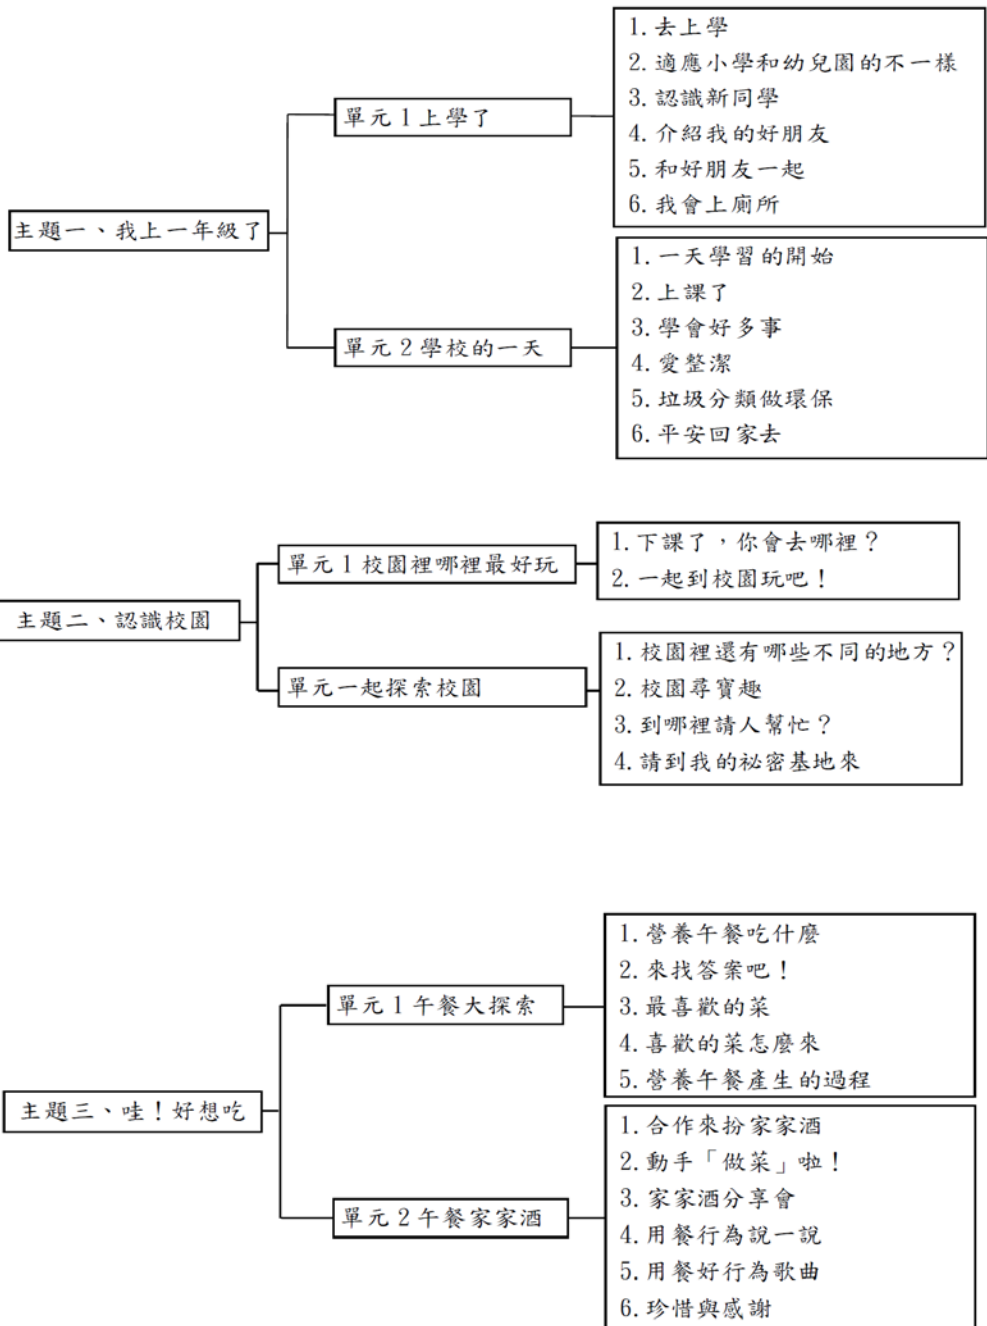 主題一、我上一年級了
單元 1 上學了
1. 去上學
2. 適應小學和幼兒園的不一樣
3. 認識新同學
4. 介紹我的好朋友
5. 和好朋友一起
6. 我會上廁所
單元 2 學校的一天
1. 一天學習的開始
2. 上課了
3. 學會好多事
4. 愛整潔
5. 垃圾分類做環保
6. 平安回家去
主題二、認識校園
單元 1 校園裡哪裡最好玩
1. 下課了，你會去哪裡？
2. 一起到校園玩吧！
單元一起探索校園
1. 校園裡還有哪些不同的地方？
2. 校園尋寶趣
3. 到哪裡請人幫忙？
4. 請到我的祕密基地來
主題三、哇！好想吃
單元 1 午餐大探索
1. 營養午餐吃什麼
2. 來找答案吧！
3. 最喜歡的菜
4. 喜歡的菜怎麼來
5. 營養午餐產生的過程
單元 2 午餐家家酒
1. 合作來扮家家酒
2. 動手「做菜」啦！
3. 家家酒分享會
4. 用餐行為說一說
5. 用餐好行為歌曲
6. 珍惜與感謝